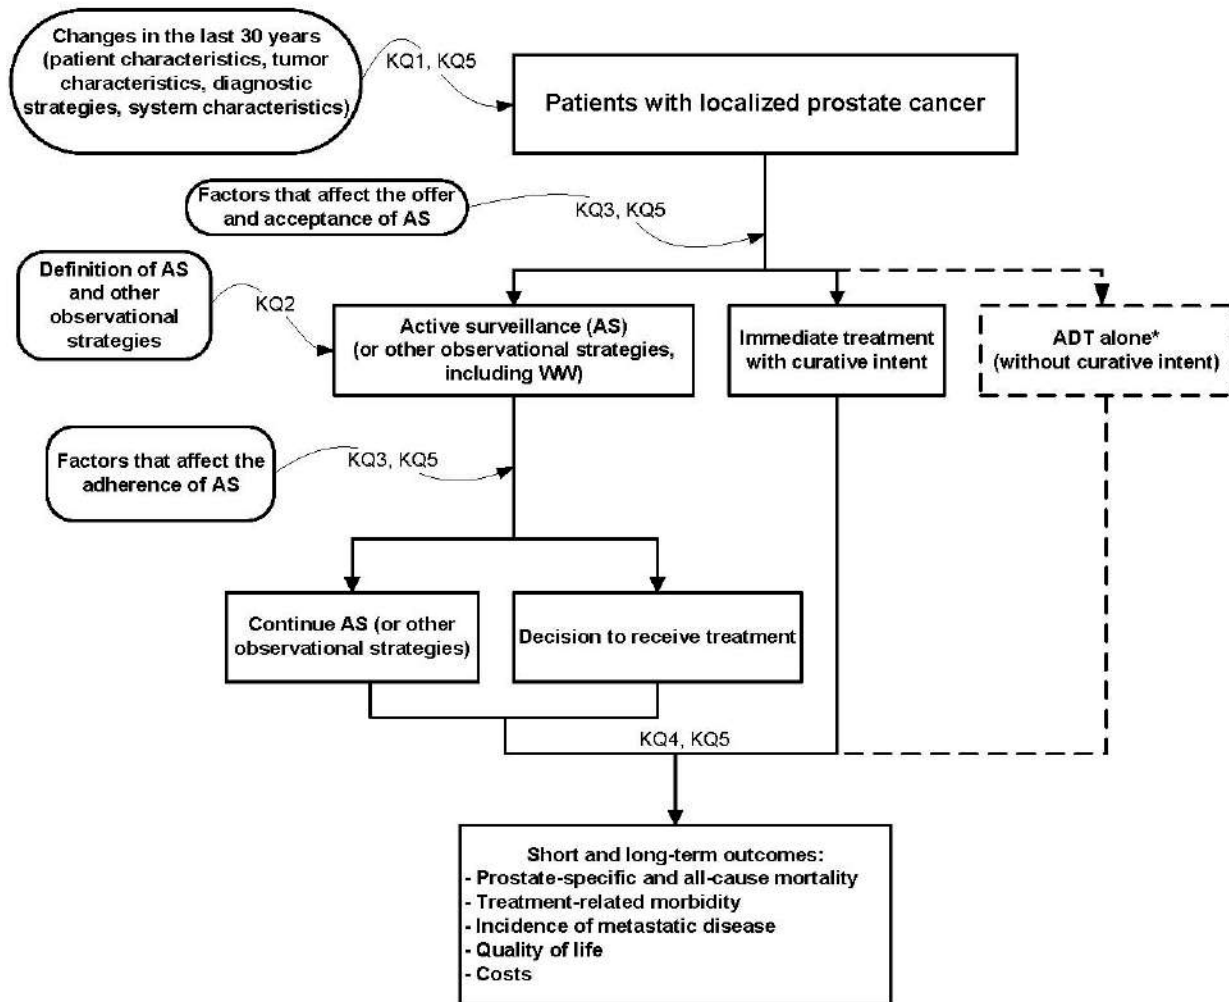 Changes in the last 30 years
(patient characteristics, tumor
characteristics, diagnostic
strategies, system characteristics)
KQ1, KQ5
Patients with localized prostate cancer
Factors that affect the offer
and acceptance of AS
KQ3, KQ5
Definition of AS
and other
observational
strategies
KQ2
Active surveillance (AS)
(or other observational strategies,
including WW)
Immediate treatment
with curative intent
ADT alone*
(without curative intent)
Factors that affect the
adherence of AS
KQ3, KQ5
Continue AS (or other
observational strategies)
Decision to receive treatment
KQ4, KQ5
Short and long-term outcomes:
- Prostate-specific and all-cause mortality
- Treatment-related morbidity
- Incidence of metastatic disease
- Quality of life
- Costs